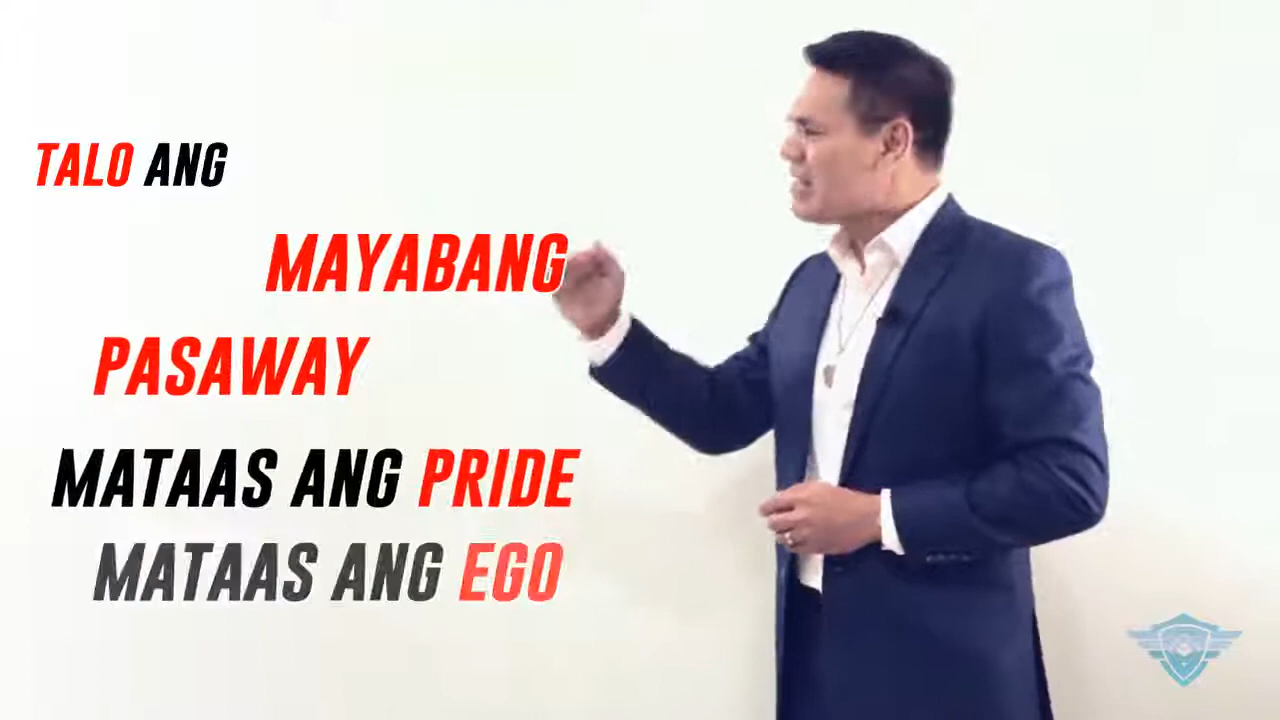 TALO ANG
MAYABANG
PASAWAY
MATAAS ANG PRIDE
MATAAS ANG EGO